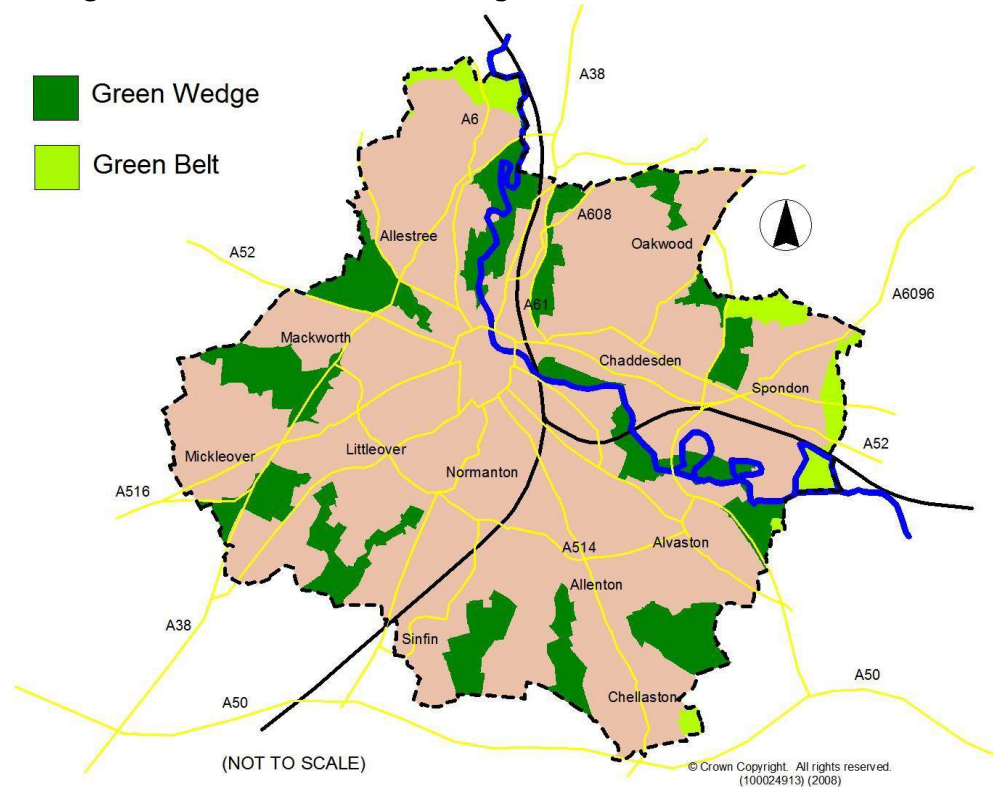 Green Wedge
Green Belt
A38
A6
A608
Allestree
Oakwood
A52
A6096
A61
Mackworth
Chaddesden
Spondon
A52
Littleover
Mickleover
Normanton
A516
A514
Alvaston
Allenton
A38
Sinfin
A50
Chellaston
A50
(NOT TO SCALE)
© Crown Copyright. All rights reserved.
(100024913) (2008)